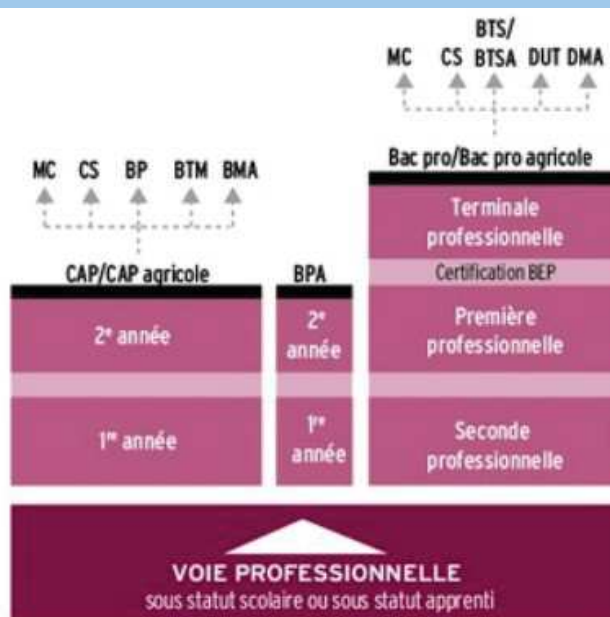 BTS/
MC CS BTSA DUT DMA
Bac pro/Bac pro agricole
MC CS BP BTM BMA
Terminale
professionnelle
CAP/CAP agricole
BPA
Certification BEP
2e année
2e
année
Première
professionnelle
1re année
1re
année
Seconde
professionnelle
VOIE PROFESSIONNELLE
sous statut scolaire ou sous statut apprenti